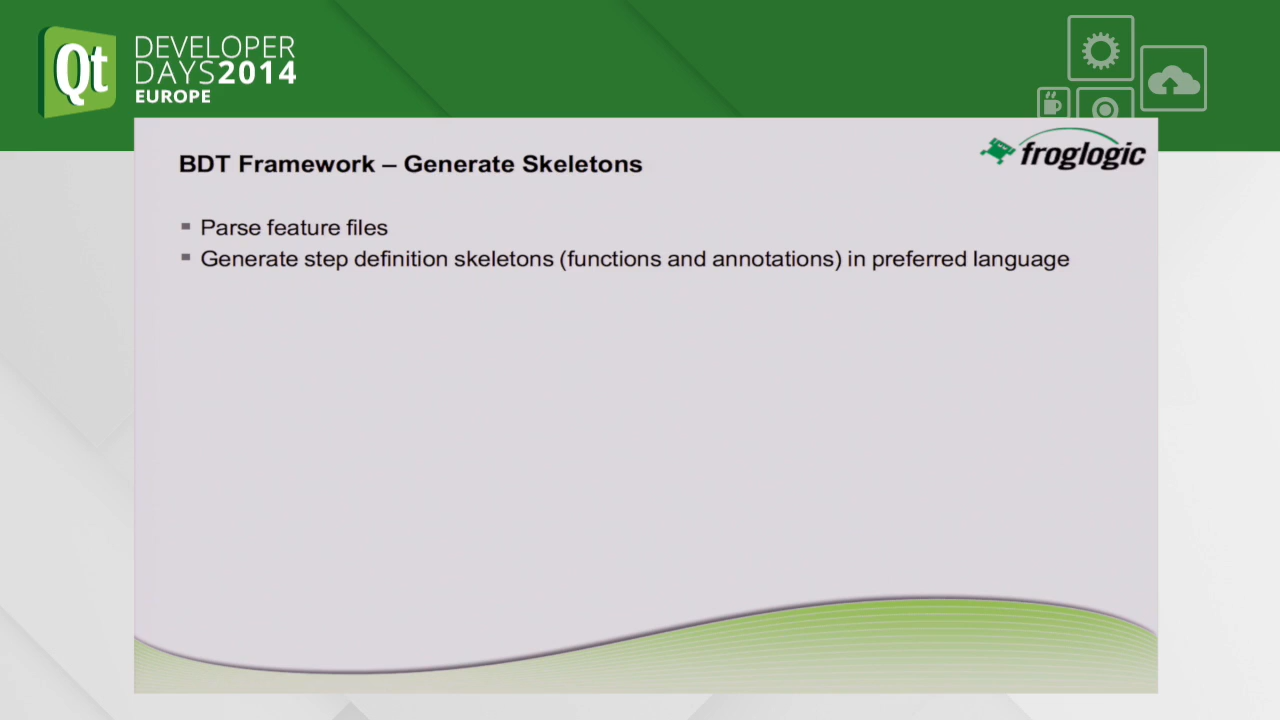 Qt DEVELOPER
DAYS2014
EUROPE
froglogic
BDT Framework – Generate Skeletons
Parse feature files
Generate step definition skeletons (functions and annotations) in preferred language